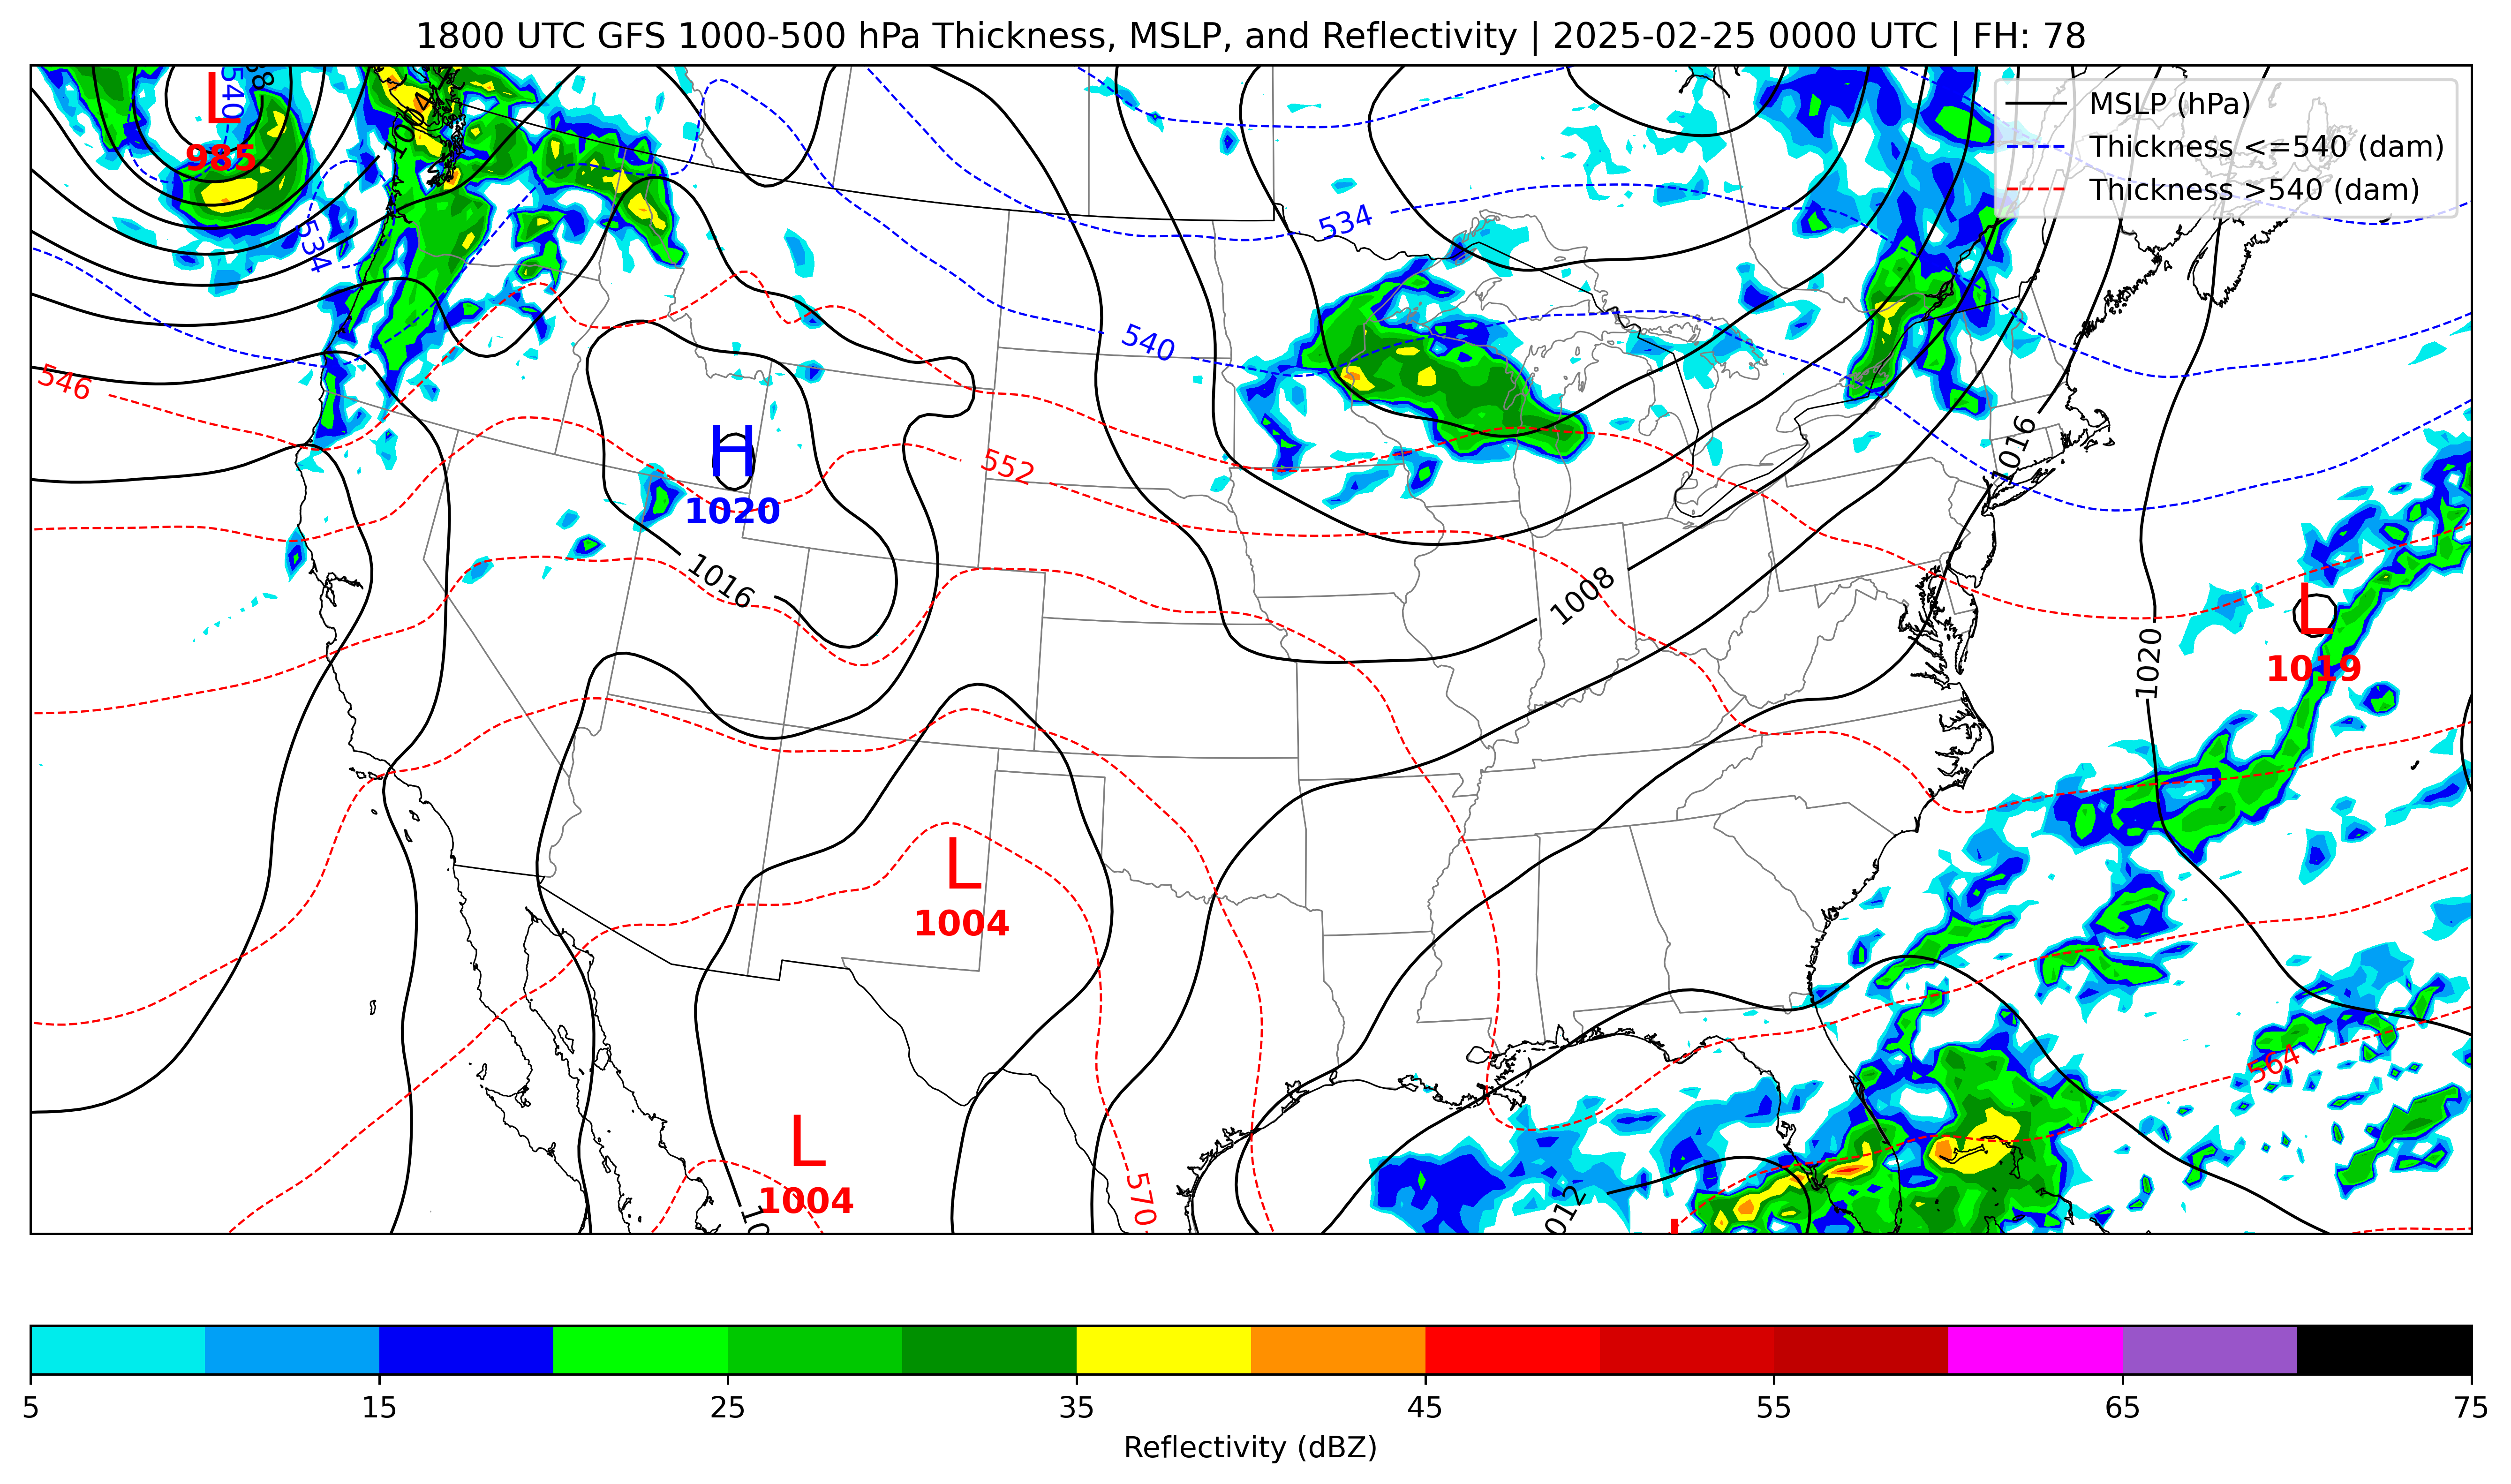 1800 UTC GFS 1000-500 hPa Thickness, MSLP, and Reflectivity | 2025-02-25 0000 UTC | FH: 78
MSLP (hPa)
Thickness <=540 (dam)
Thickness >540 (dam)
L
985
540
534
534
540
546
552
H
1020
1016
1008
1016
1020
L
1019
L
1004
L
1004
570
564
1012
5 15 25 35 45 55 65 75
Reflectivity (dBZ)